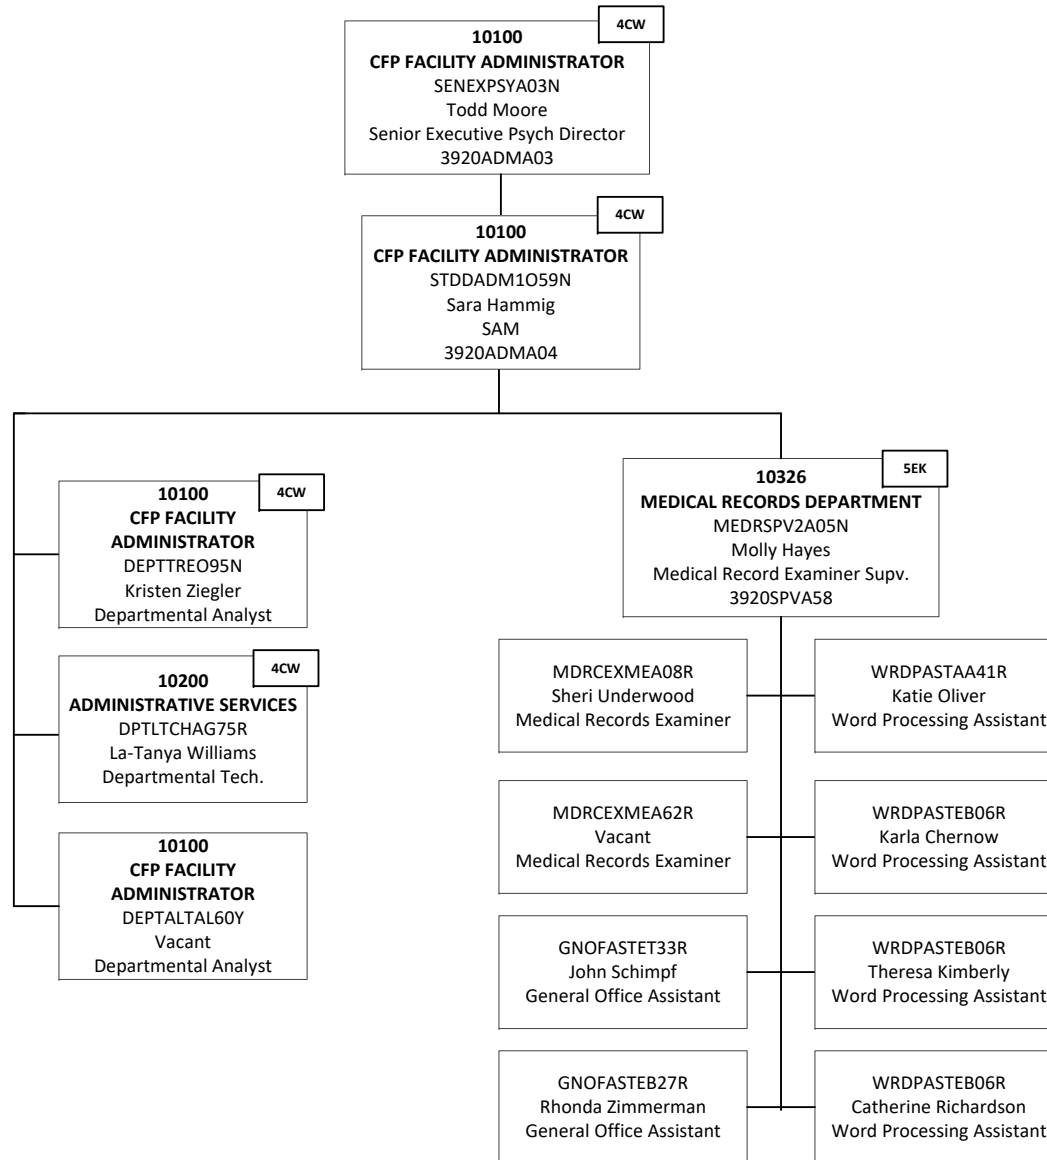 4CW
10100
CFP FACILITY ADMINISTRATOR
SENEXPSYA03N
Todd Moore
Senior Executive Psych Director
3920ADMA03
4CW
10100
CFP FACILITY ADMINISTRATOR
STDDADM1O59N
Sara Hammig
SAM
3920ADMA04
4CW
10100
CFP FACILITY
ADMINISTRATOR
DEPTTREO95N
Kristen Ziegler
Departmental Analyst
4CW
10200
ADMINISTRATIVE SERVICES
DPTLTCHAG75R
La-Tanya Williams
Departmental Tech.
10100
CFP FACILITY
ADMINISTRATOR
DEPTALTAL60Y
Vacant
Departmental Analyst
5EK
10326
MEDICAL RECORDS DEPARTMENT
MEDRSPV2A05N
Molly Hayes
Medical Record Examiner Supv.
3920SPVA58
MDRCEXMEA08R
Sheri Underwood
Medical Records Examiner
WRDPASTAA41R
Katie Oliver
Word Processing Assistant
MDRCEXMEA62R
Vacant
Medical Records Examiner
WRDPASTEB06R
Karla Chernow
Word Processing Assistant
GNOFASTET33R
John Schimpf
General Office Assistant
WRDPASTEB06R
Theresa Kimberly
Word Processing Assistant
GNOFASTEB27R
Rhonda Zimmerman
General Office Assistant
WRDPASTEB06R
Catherine Richardson
Word Processing Assistant